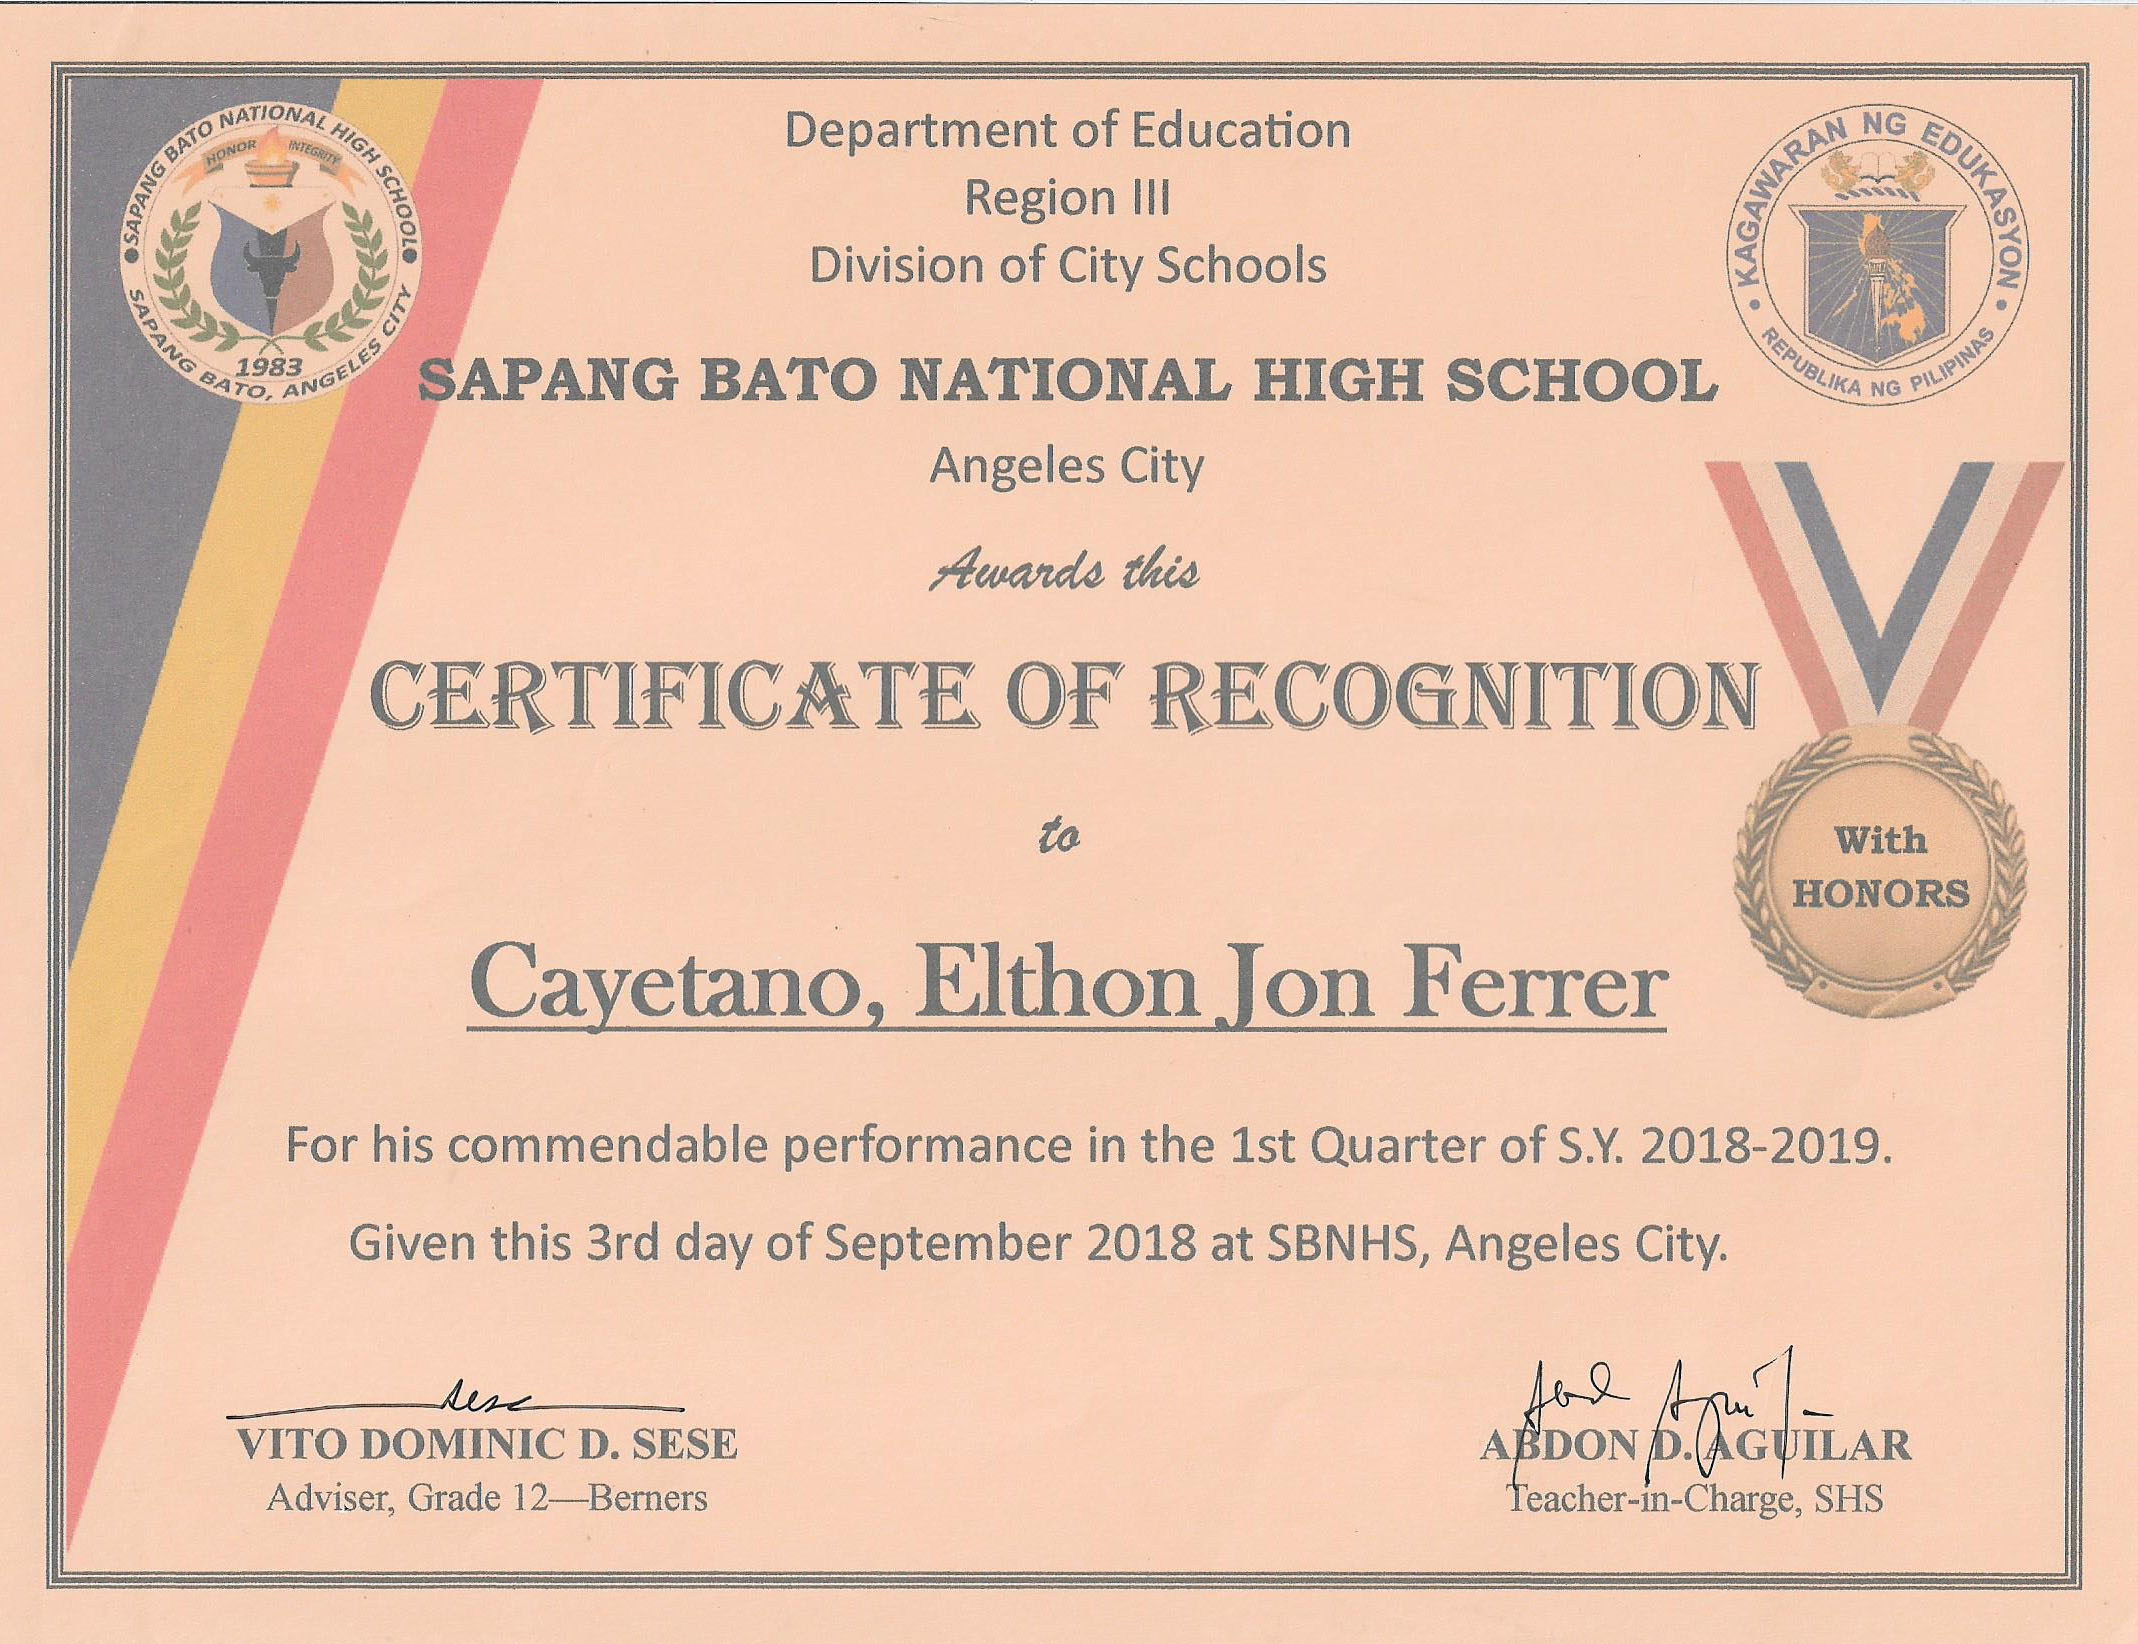 SAPANG BATO NATIONAL HIGH SCHOOL
HONOR INTEGRITY
1983
SAPANG BATO, ANGELES CITY
KAGAWARAN NG EDUKASYON
REPUBLIKA NG PILIPINAS
Department of Education
Region III
Division of City Schools
SAPANG BATO NATIONAL HIGH SCHOOL
Angeles City
Awards this
CERTIFICATE OF RECOGNITION
to
With
HONORS
Cayetano, Elthon Jon Ferrer
For his commendable performance in the 1st Quarter of S.Y. 2018-2019.
Given this 3rd day of September 2018 at SBNHS, Angeles City.
Sese
VITO DOMINIC D. SESE
Adviser, Grade 12—Berners
ABDON D. AGUILAR
Teacher-in-Charge, SHS